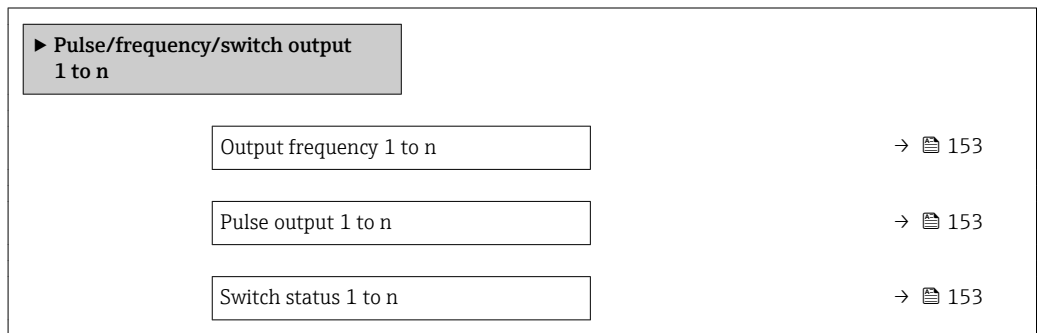 ▶ Pulse/frequency/switch output
1 to n
Output frequency 1 to n → 153
Pulse output 1 to n → 153
Switch status 1 to n → 153